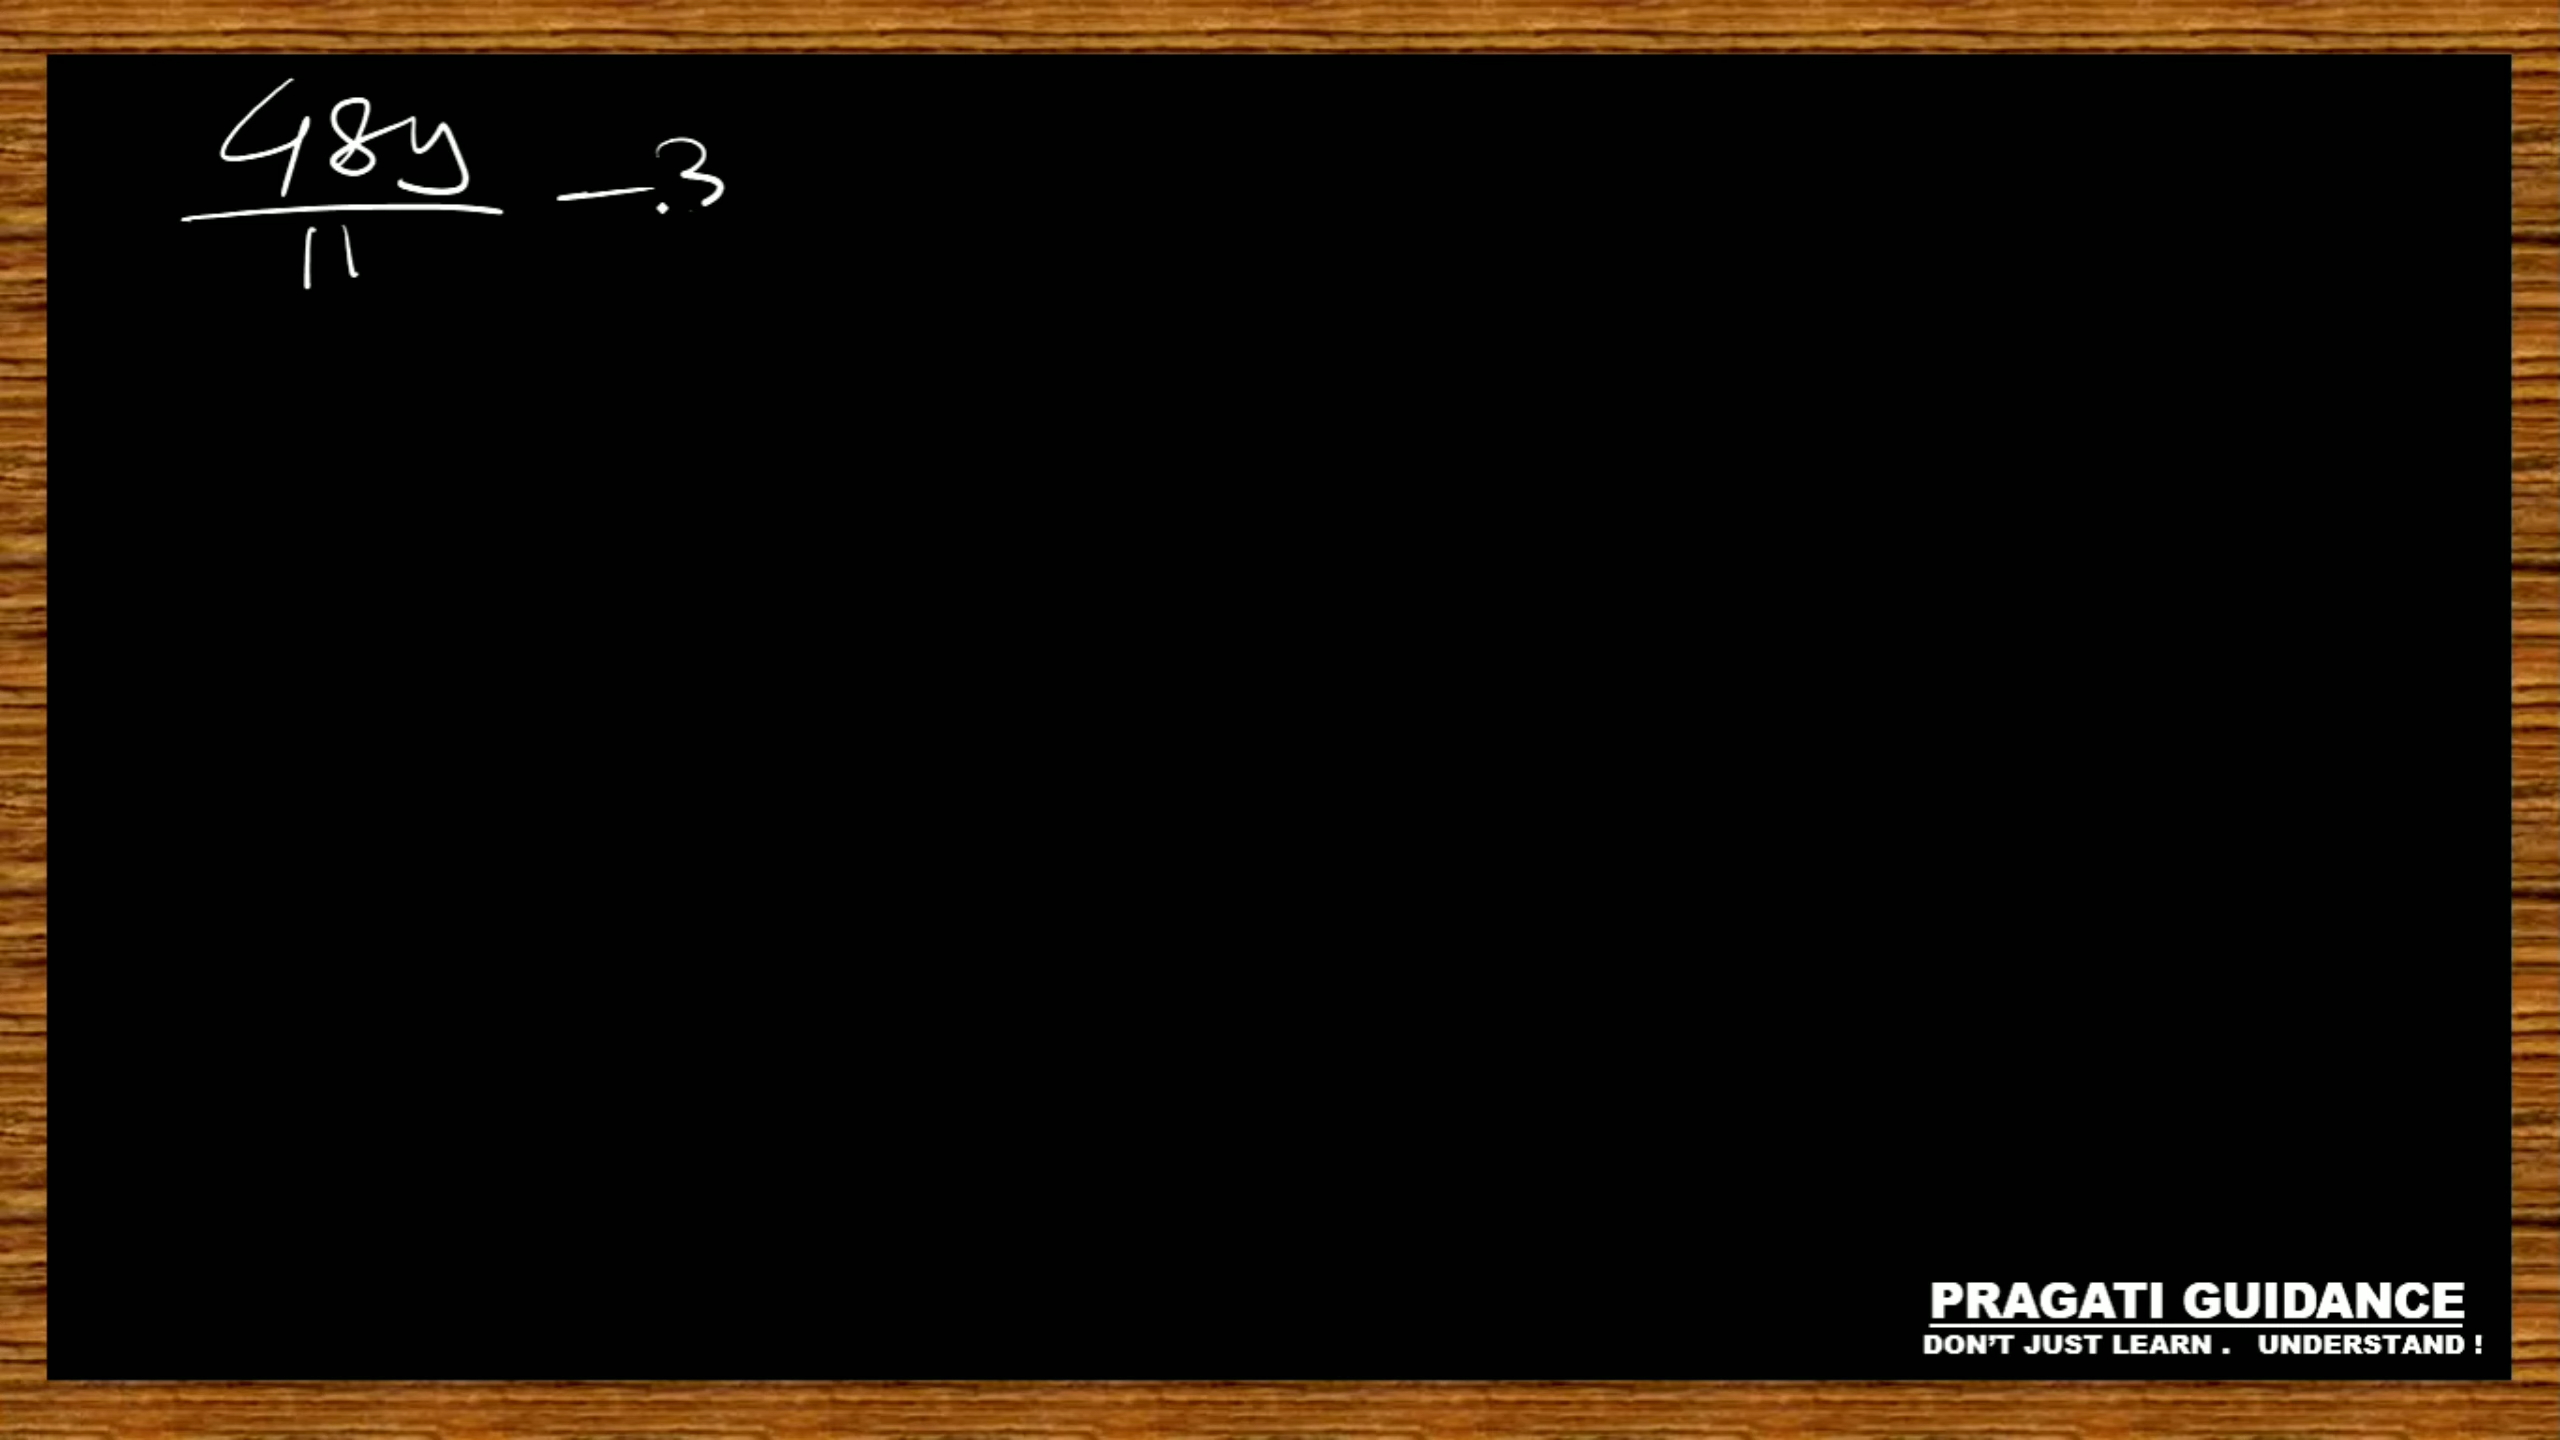 48y
11
— .3
PRAGATI GUIDANCE
DON'T JUST LEARN . UNDERSTAND !